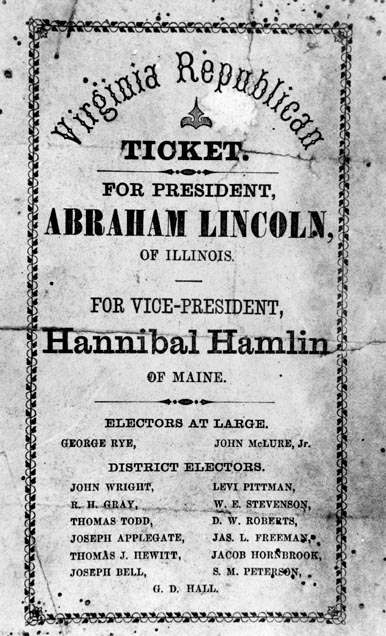 Virginia Republican
TICKET.
FOR PRESIDENT,
ABRAHAM LINCOLN,
OF ILLINOIS.
FOR VICE-PRESIDENT,
Hannibal Hamlin
OF MAINE.
ELECTORS AT LARGE.
GEORGE RYE, JOHN McLURE, Jr.
DISTRICT ELECTORS.
JOHN WRIGHT, LEVI PITTMAN,
R. H. GRAY, W. E. STEVENSON,
THOMAS TODD, D. W. ROBERTS,
JOSEPH APPLEGATE, JAS. L. FREEMAN,
THOMAS J. HEWITT, JACOB HORNBROOK,
JOSEPH BELL, S. M. PETERSON,
G. D. HALL.